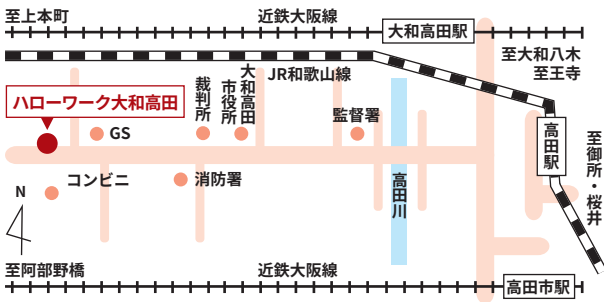 至上本町
近鉄大阪線
大和高田駅
至大和八木
至王寺
JR和歌山線
ハローワーク大和高田
GS
裁判所
大和高田
市役所
監督署
高田駅
至御所・桜井
コンビニ
消防署
高田川
N
至阿部野橋
近鉄大阪線
高田市駅